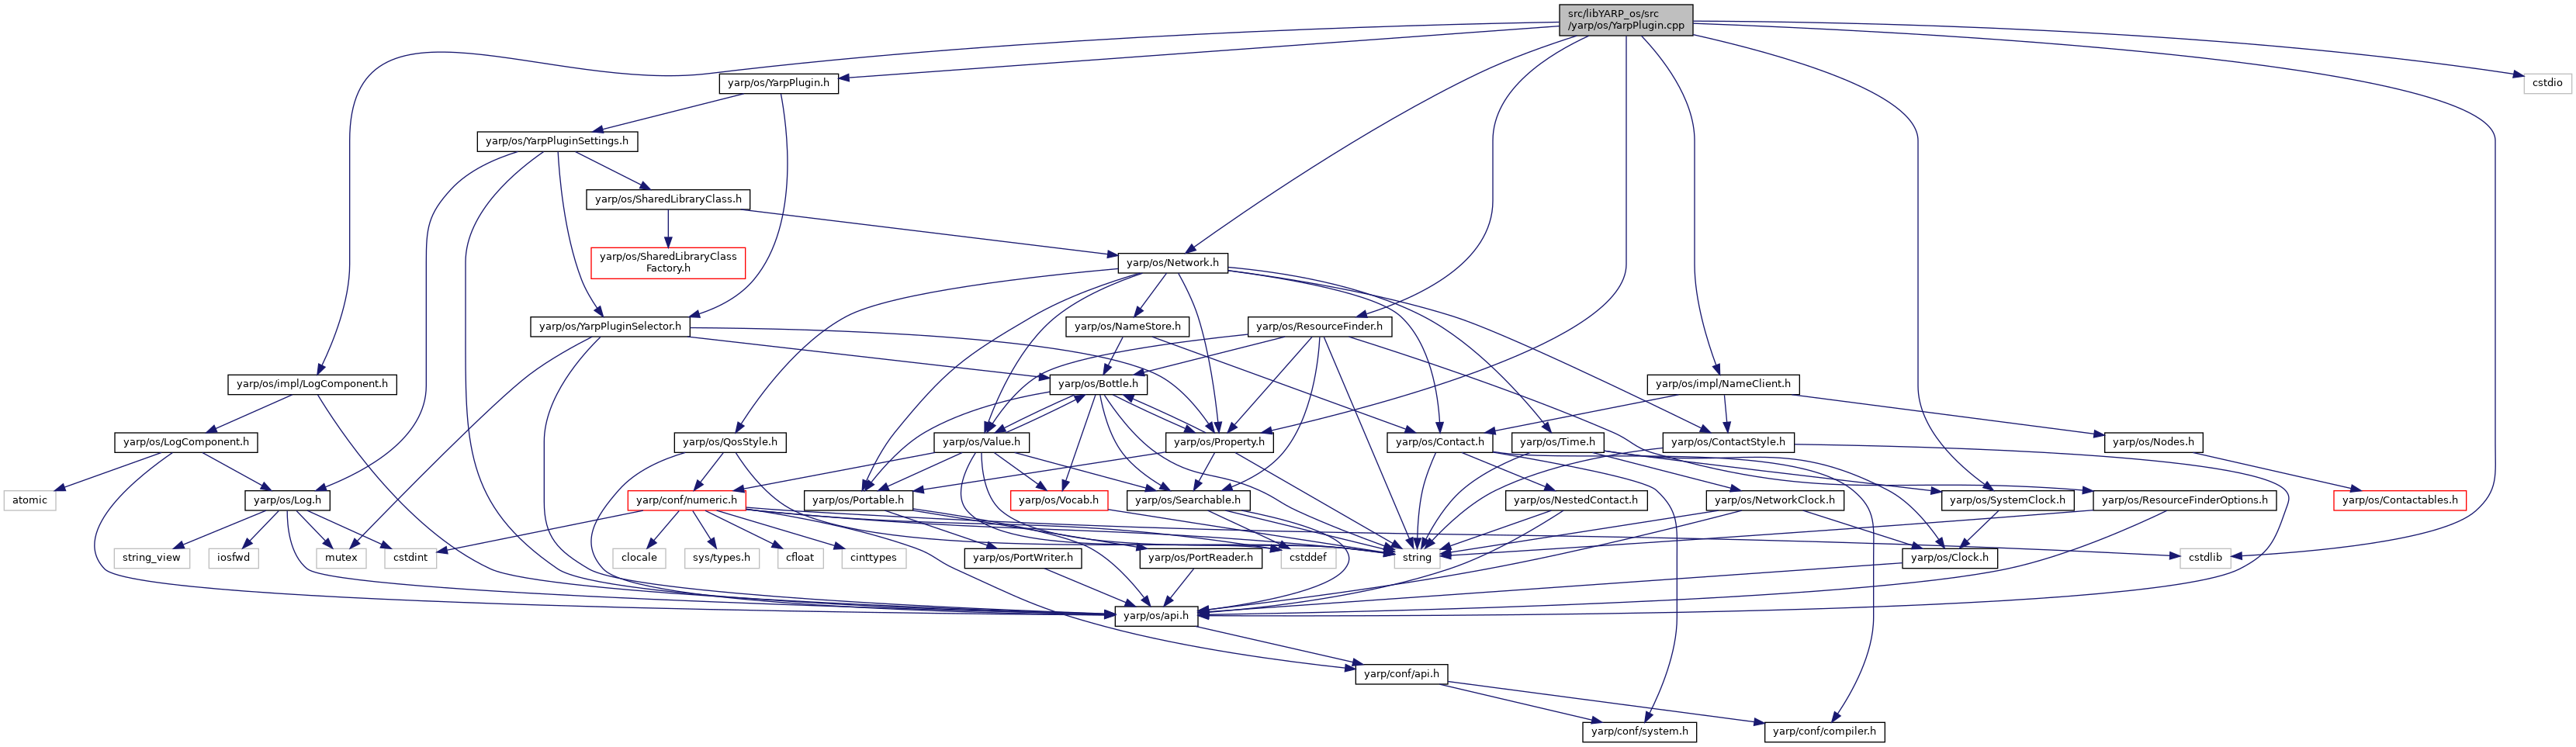 src/libYARP_os/src
/yarp/os/YarpPlugin.cpp
yarp/os/YarpPlugin.h
cstdio
yarp/os/YarpPluginSettings.h
yarp/os/SharedLibraryClass.h
yarp/os/SharedLibraryClass
Factory.h
yarp/os/Network.h
yarp/os/YarpPluginSelector.h
yarp/os/NameStore.h
yarp/os/ResourceFinder.h
yarp/os/impl/LogComponent.h
yarp/os/Bottle.h
yarp/os/impl/NameClient.h
yarp/os/LogComponent.h
yarp/os/QosStyle.h
yarp/os/Value.h
yarp/os/Property.h
yarp/os/Contact.h
yarp/os/Time.h
yarp/os/ContactStyle.h
yarp/os/Nodes.h
atomic
yarp/os/Log.h
yarp/conf/numeric.h
yarp/os/Portable.h
yarp/os/Vocab.h
yarp/os/Searchable.h
yarp/os/NestedContact.h
yarp/os/NetworkClock.h
yarp/os/SystemClock.h
yarp/os/ResourceFinderOptions.h
yarp/os/Contactables.h
string_view
iosfwd
mutex
cstdint
clocale
sys/types.h
cfloat
cinttypes
yarp/os/PortWriter.h
yarp/os/PortReader.h
cstddef
string
yarp/os/Clock.h
cstdlib
yarp/os/api.h
yarp/conf/api.h
yarp/conf/system.h
yarp/conf/compiler.h